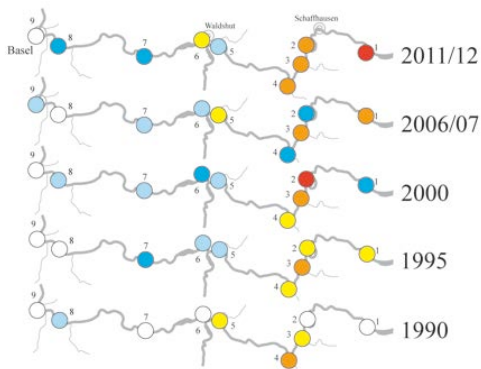 Waldshut
Schaffhausen
Basel
9 8 7 6 5 4 3 2 1 2011/12
9 8 7 6 5 4 3 2 1 2006/07
9 8 7 6 5 4 3 2 1 2000
9 8 7 6 5 4 3 2 1 1995
9 8 7 6 5 4 3 2 1 1990